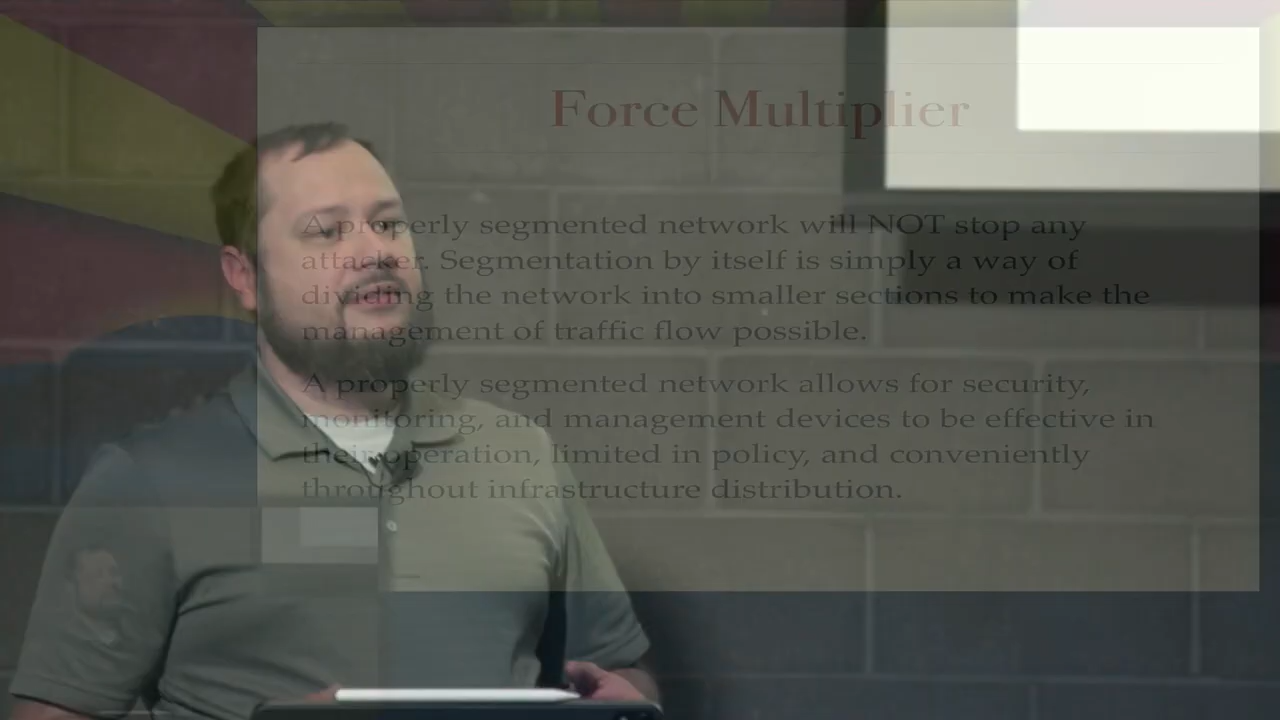 Force Multiplier
A properly segmented network will NOT stop any
attacker. Segmentation by itself is simply a way of
dividing the network into smaller sections to make the
management of traffic flow possible.
A properly segmented network allows for security,
monitoring, and management devices to be effective in
their operation, limited in policy, and conveniently
throughout infrastructure distribution.